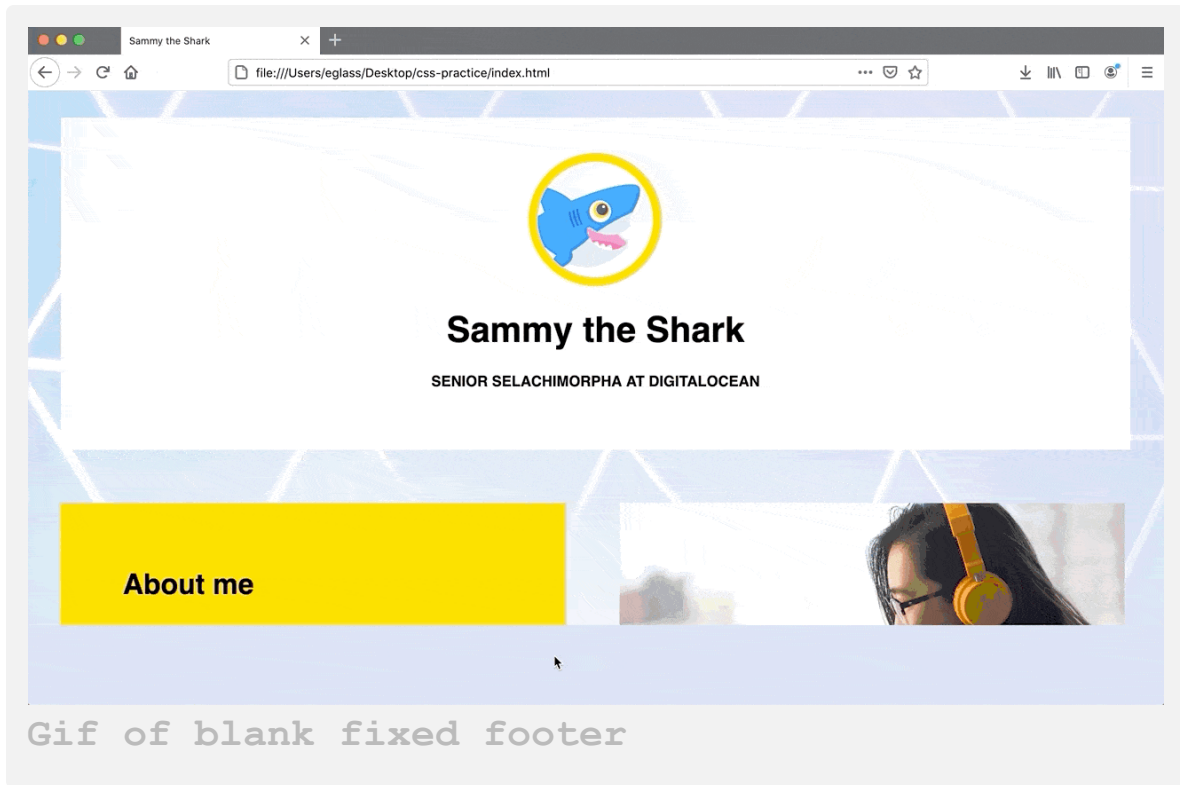 Sammy the Shark
file:///Users/eglass/Desktop/css-practice/index.html
Sammy the Shark
SENIOR SELACHIMORPHA AT DIGITALOCEAN
About me
Gif of blank fixed footer